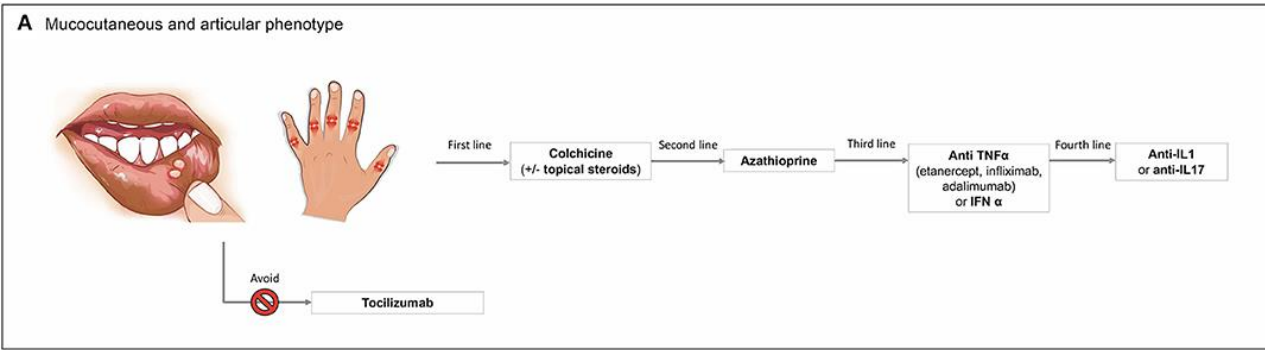 A Mucocutaneous and articular phenotype
First line
Colchicine
(+/- topical steroids)
Second line
Azathioprine
Third line
Anti TNFα
(etanercept, infliximab,
adalimumab)
or IFN α
Fourth line
Anti-IL1
or anti-IL17
Avoid
Tocilizumab